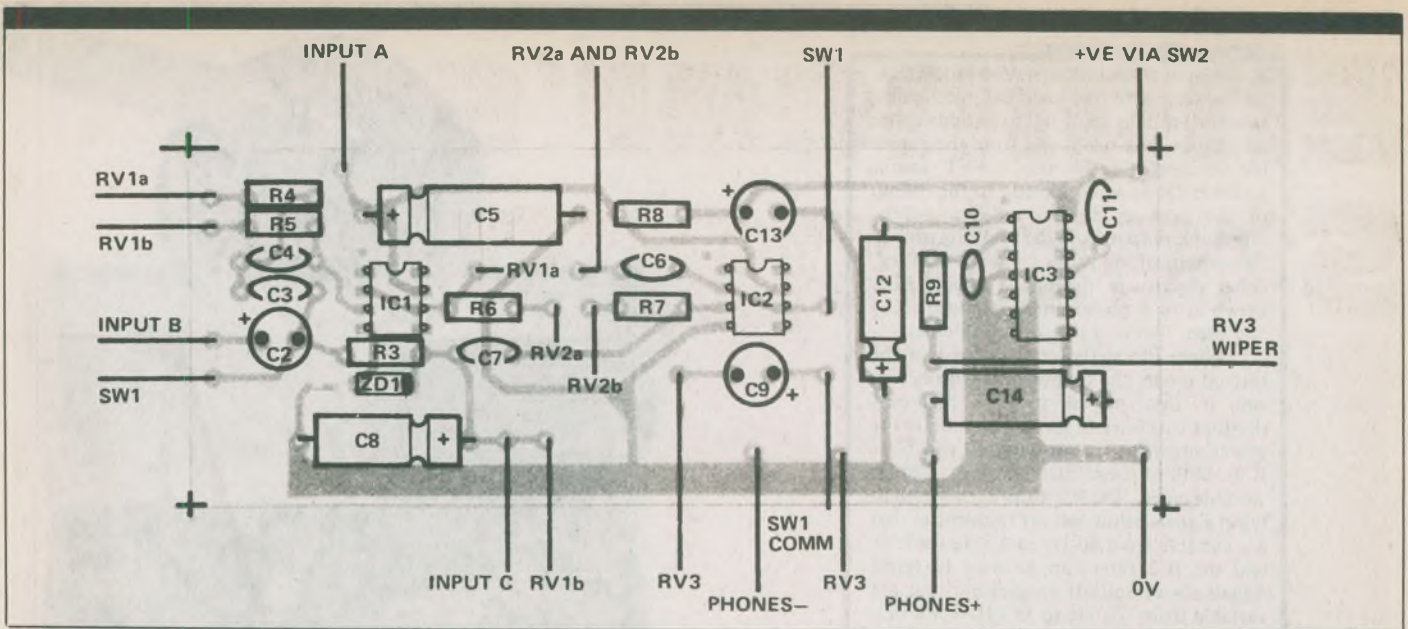 INPUT A
RV2a AND RV2b
SW1
+VE VIA SW2
RV1a
R4
R5
RV1b
C4
C3
+
INPUT B
C2
SW1
+
C5
IC1
RV1a
R6
R3
C7
RV2a
ZD1
C8
+
R8
C6
R7
RV2b
+
C13
IC2
C9
+
C12
+
R9
C10
IC3
C11
RV3
WIPER
C14
+
INPUT C
RV1b
RV3
PHONES–
SW1
COMM
RV3
PHONES+
0V